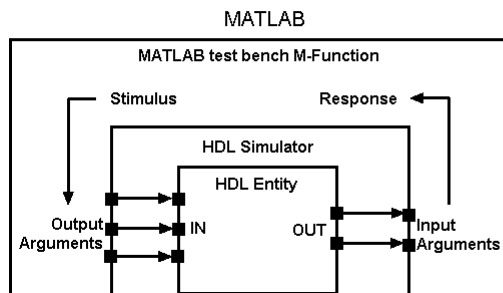 MATLAB
MATLAB test bench M-Function
Stimulus
Response
HDL Simulator
HDL Entity
Output
Arguments
IN
OUT
Input
Arguments